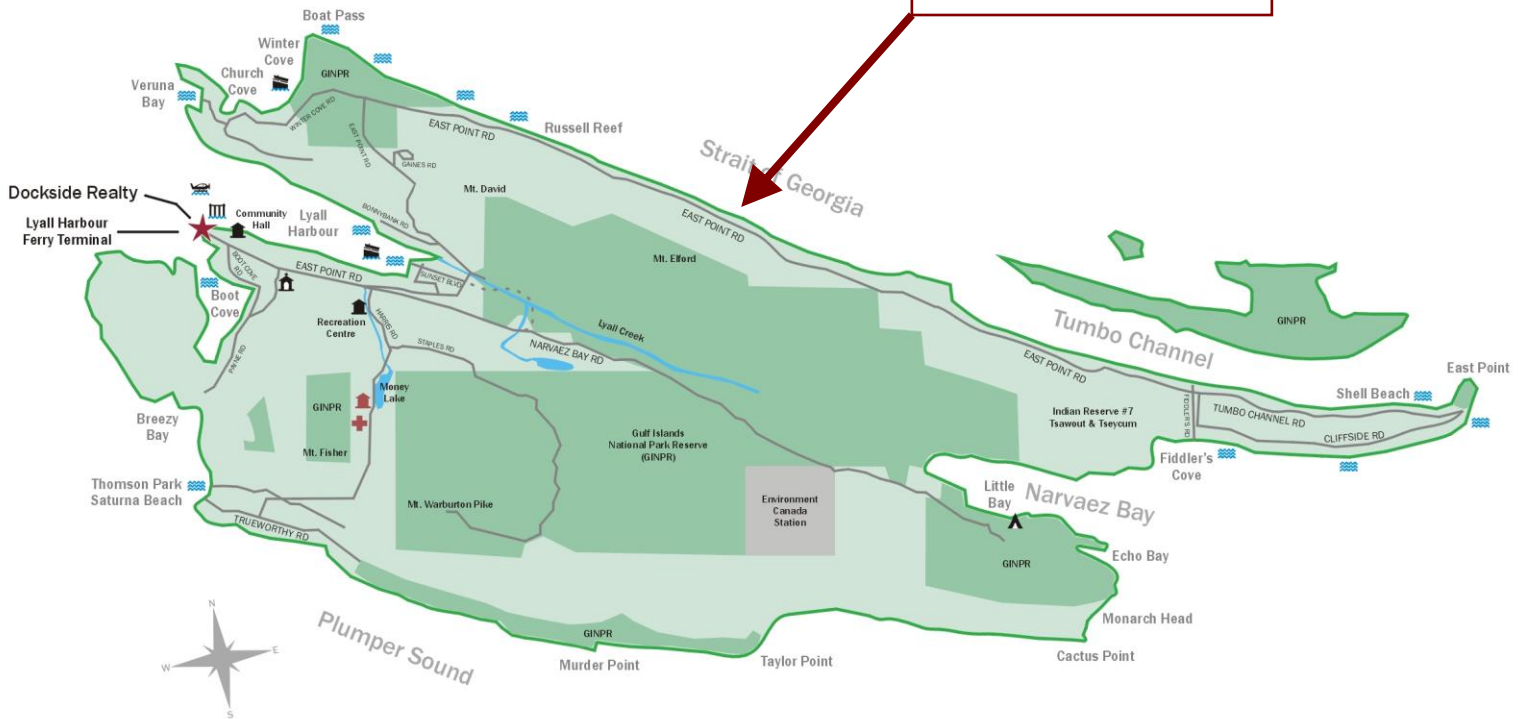 Boat Pass
Winter
Cove
Church
Cove
Veruna
Bay
GINPR
WINTER COVE RD
EAST POINT RD
EAST POINT RD
Russell Reef
GAINES RD
Strait of Georgia
Mt. David
BONNYBANK RD
Dockside Realty
Lyall Harbour
Ferry Terminal
Community
Hall
Lyall
Harbour
EAST POINT RD
Mt. Elford
BOOT COVE
RD
EAST POINT RD
SUNSET BLVD
Boot
Cove
Recreation
Centre
HARRIS RD
STAPLES RD
NARVAEZ BAY RD
Lyall Creek
Tumbo Channel
GINPR
PAYNE RD
EAST POINT RD
East Point
Shell Beach
Money
Lake
GINPR
Breezy
Bay
Mt. Fisher
Gulf Islands
National Park Reserve
(GINPR)
Indian Reserve #7
Tsawout & Tseycum
FIDDLER'S RD
TUMBO CHANNEL RD
CLIFFSIDE RD
Fiddler's
Cove
Thomson Park
Saturna Beach
Mt. Warburton Pike
Environment
Canada
Station
Little
Bay
Narvaez Bay
TRUEWORTHY RD
Echo Bay
GINPR
Monarch Head
Plumper Sound
GINPR
Murder Point
Taylor Point
Cactus Point
N
W
E
S